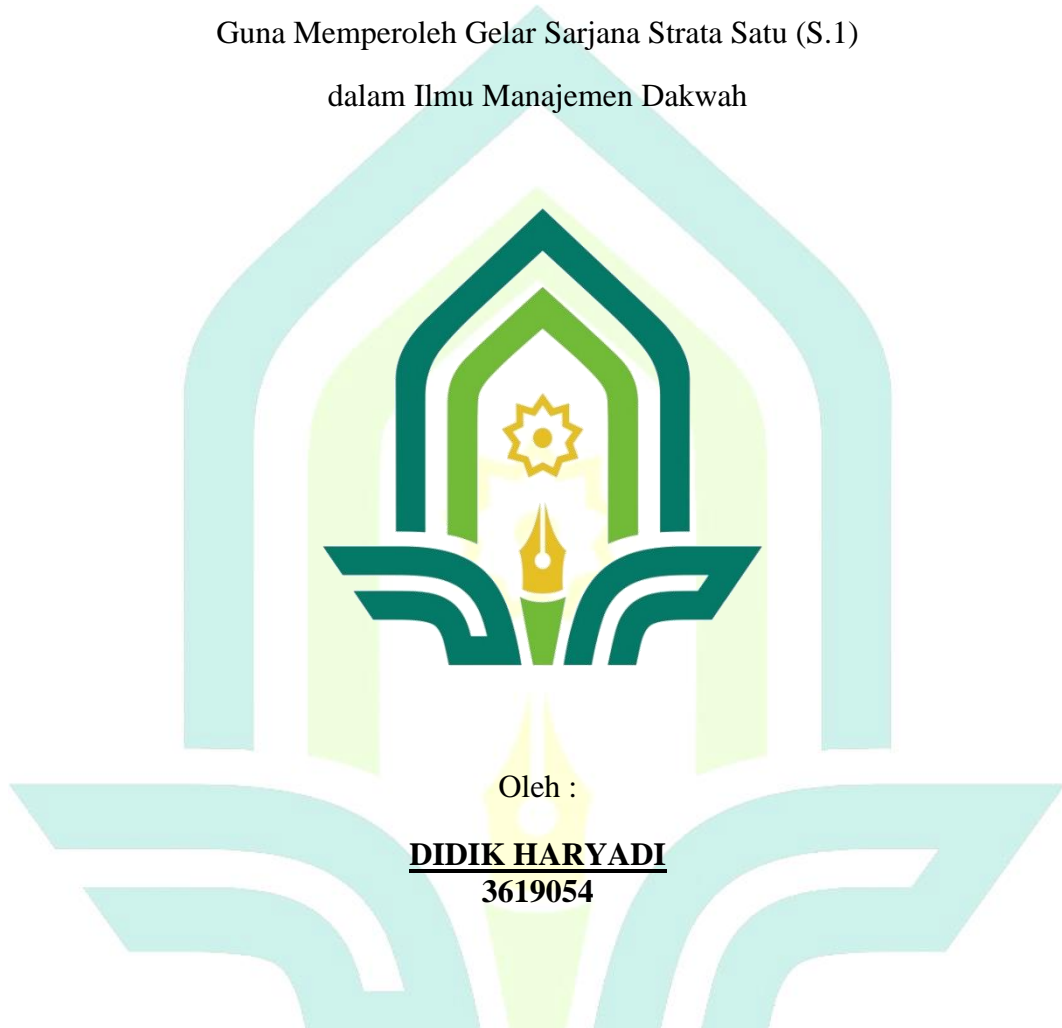 Guna Memperoleh Gelar Sarjana Strata Satu (S.1)
dalam Ilmu Manajemen Dakwah
Oleh :
DIDIK HARYADI
3619054